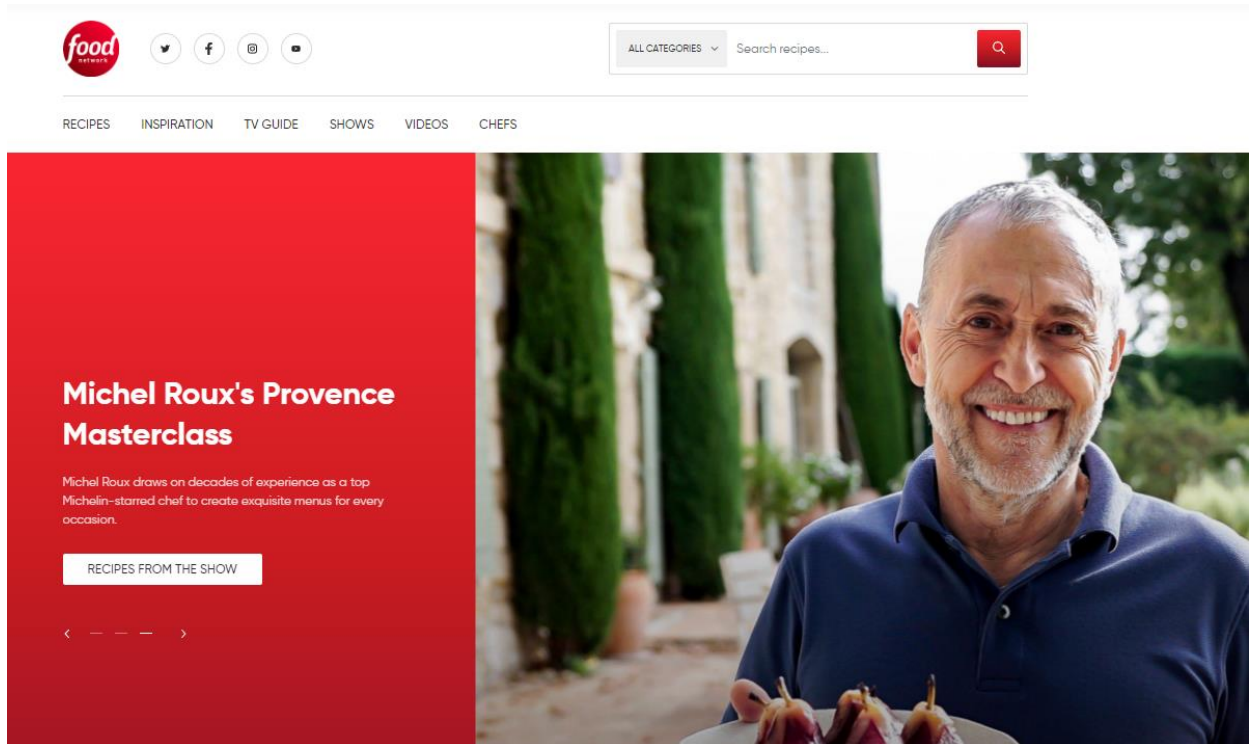 food
network
ALL CATEGORIES
Search recipes...
RECIPES INSPIRATION TV GUIDE SHOWS VIDEOS CHEFS
Michel Roux's Provence
Masterclass
Michel Roux draws on decades of experience as a top
Michelin-starred chef to create exquisite menus for every
occasion.
RECIPES FROM THE SHOW